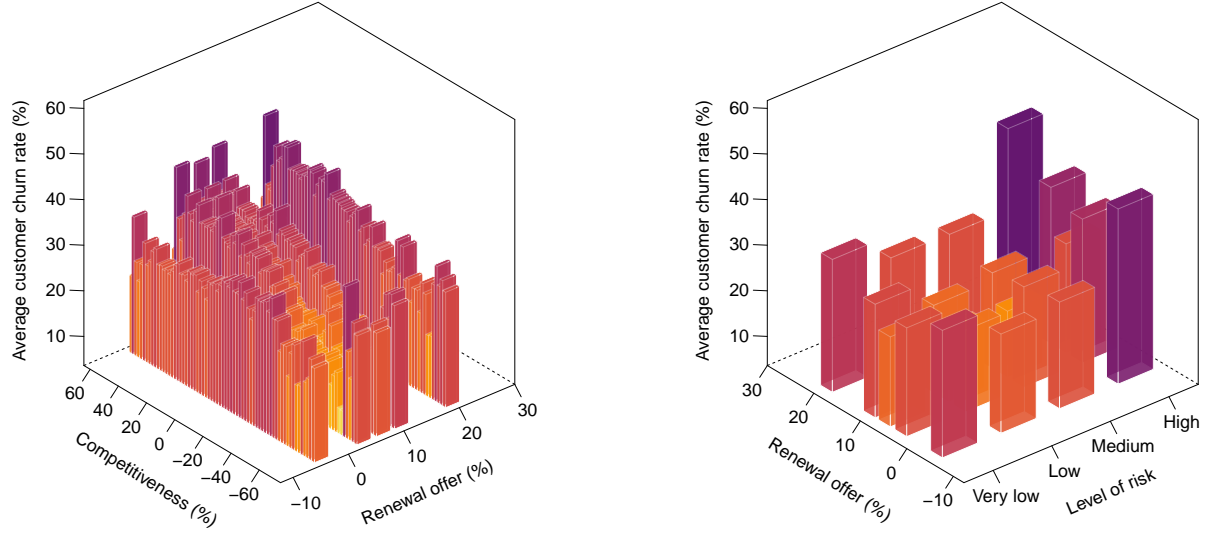 Average customer churn rate (%)
60
50
40
30
20
10
60
40
20
0
−20
−40
−60
Competitiveness (%)
−10
0
10
20
30
Renewal offer (%)
Average customer churn rate (%)
60
50
40
30
20
10
30
20
10
0
−10
Renewal offer (%)
Very low
Low
Medium
High
Level of risk